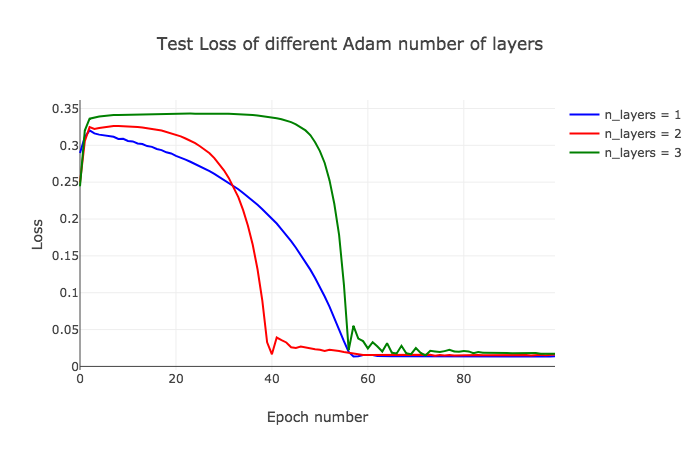 Test Loss of different Adam number of layers
n_layers = 1
n_layers = 2
n_layers = 3
0.35
0.3
0.25
0.2
0.15
0.1
0.05
0
Loss
0
20
40
60
80
Epoch number